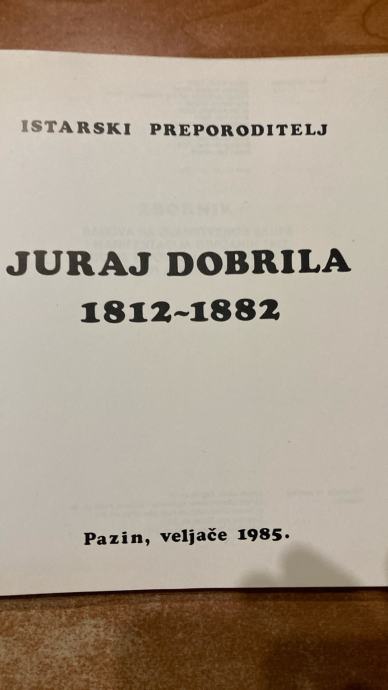 ISTARSKI PREPORODITELJ
JURAJ DOBRILA
1812~1882
Pazin, veljače 1985.